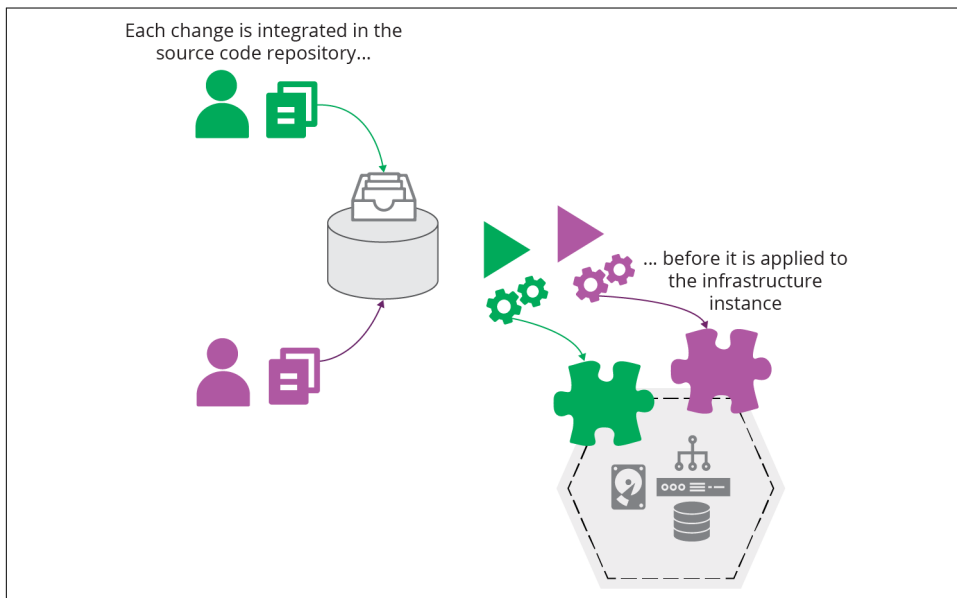 Each change is integrated in the
source code repository...
... before it is applied to
the infrastructure
instance